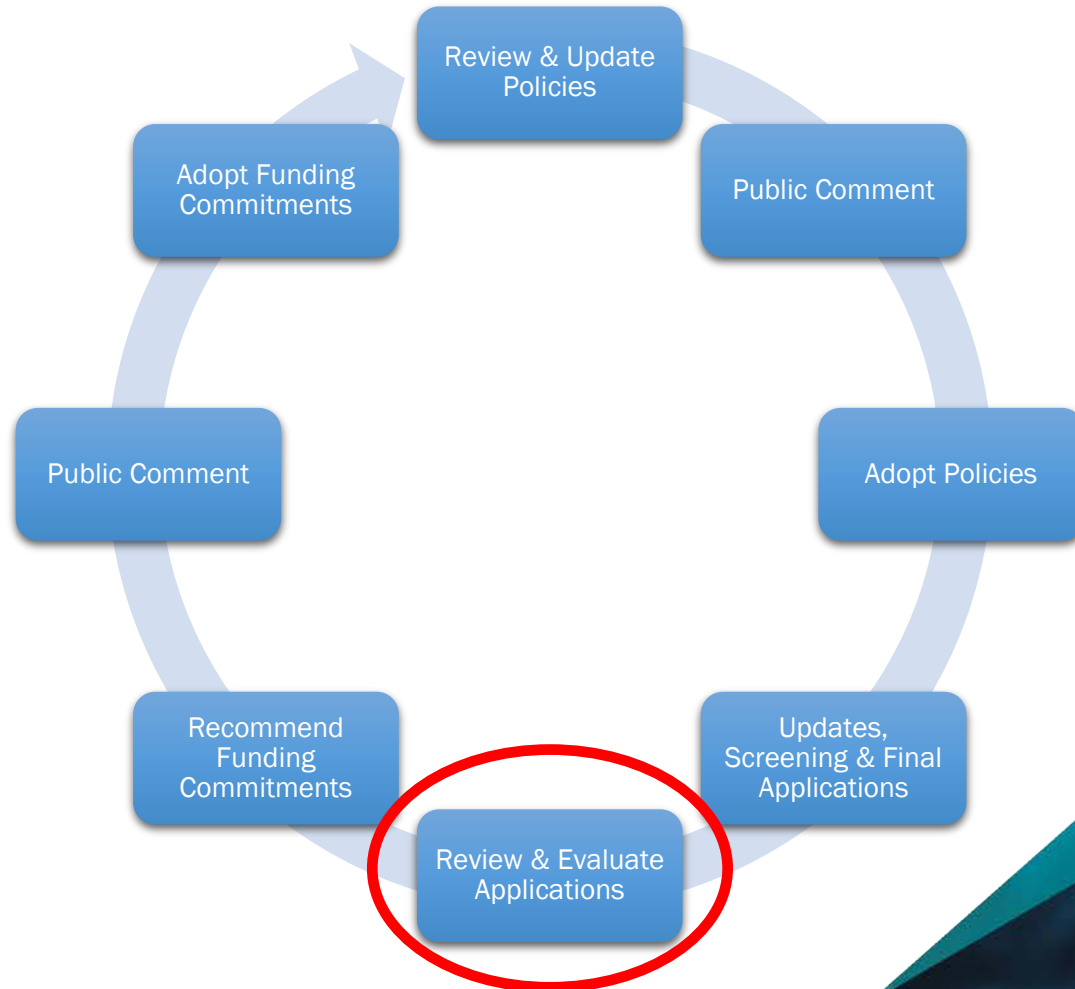 Review & Update
Policies
Public Comment
Adopt Policies
Updates,
Screening & Final
Applications
Review & Evaluate
Applications
Recommend
Funding
Commitments
Public Comment
Adopt Funding
Commitments